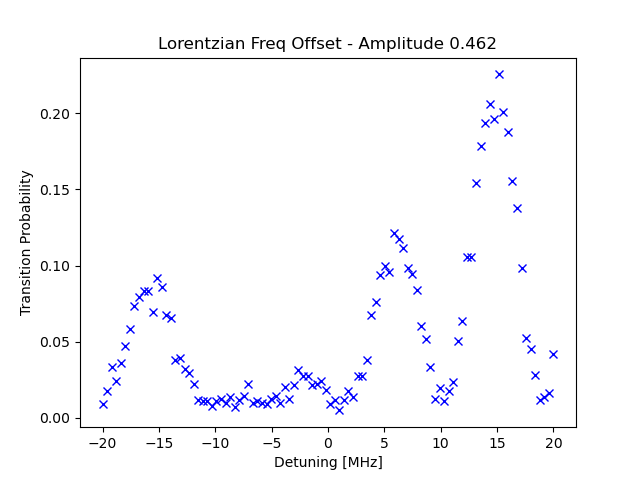 Lorentzian Freq Offset - Amplitude 0.462
Transition Probability
0.20
0.15
0.10
0.05
0.00
−20 −15 −10 −5 0 5 10 15 20
Detuning [MHz]